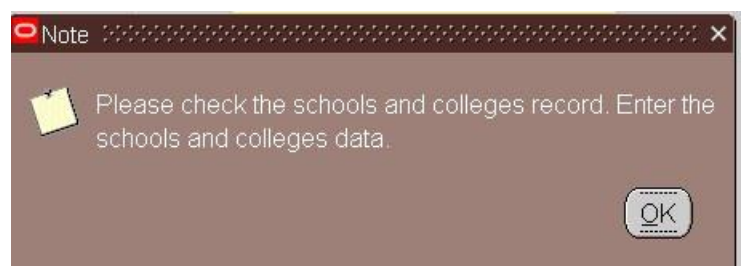 Note
Please check the schools and colleges record. Enter the
schools and colleges data.
OK